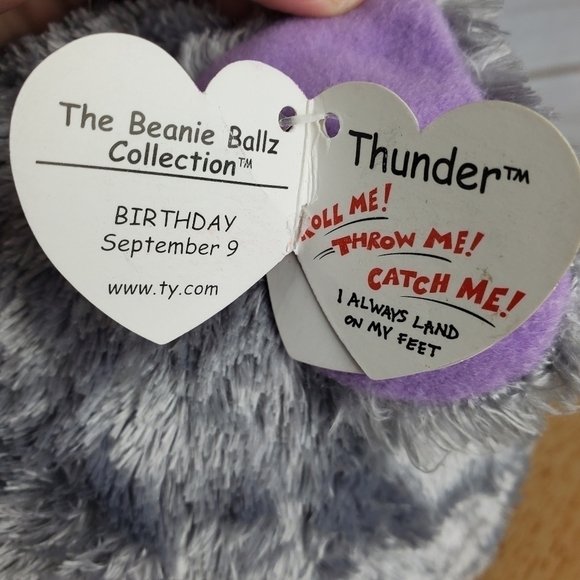 The Beanie Ballz
Collection™
BIRTHDAY
September 9
www.ty.com
Thunder™
ROLL ME!
THROW ME!
CATCH ME!
I ALWAYS LAND
ON MY FEET